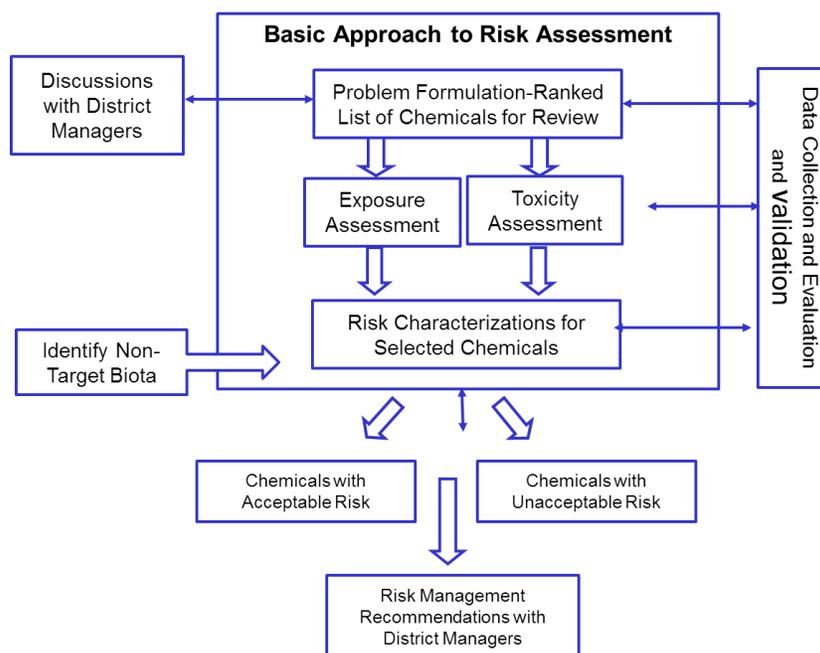 Basic Approach to Risk Assessment
Discussions
with District
Managers
Problem Formulation-Ranked
List of Chemicals for Review
Data Collection and Evaluation
and validation
Exposure
Assessment
Toxicity
Assessment
Risk Characterizations for
Selected Chemicals
Identify Non-
Target Biota
Chemicals with
Acceptable Risk
Chemicals with
Unacceptable Risk
Risk Management
Recommendations with
District Managers